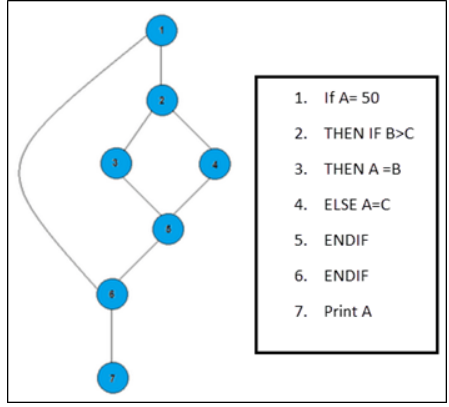 1
2
3
4
5
6
7
1. If A= 50
2. THEN IF B>C
3. THEN A =B
4. ELSE A=C
5. ENDIF
6. ENDIF
7. Print A